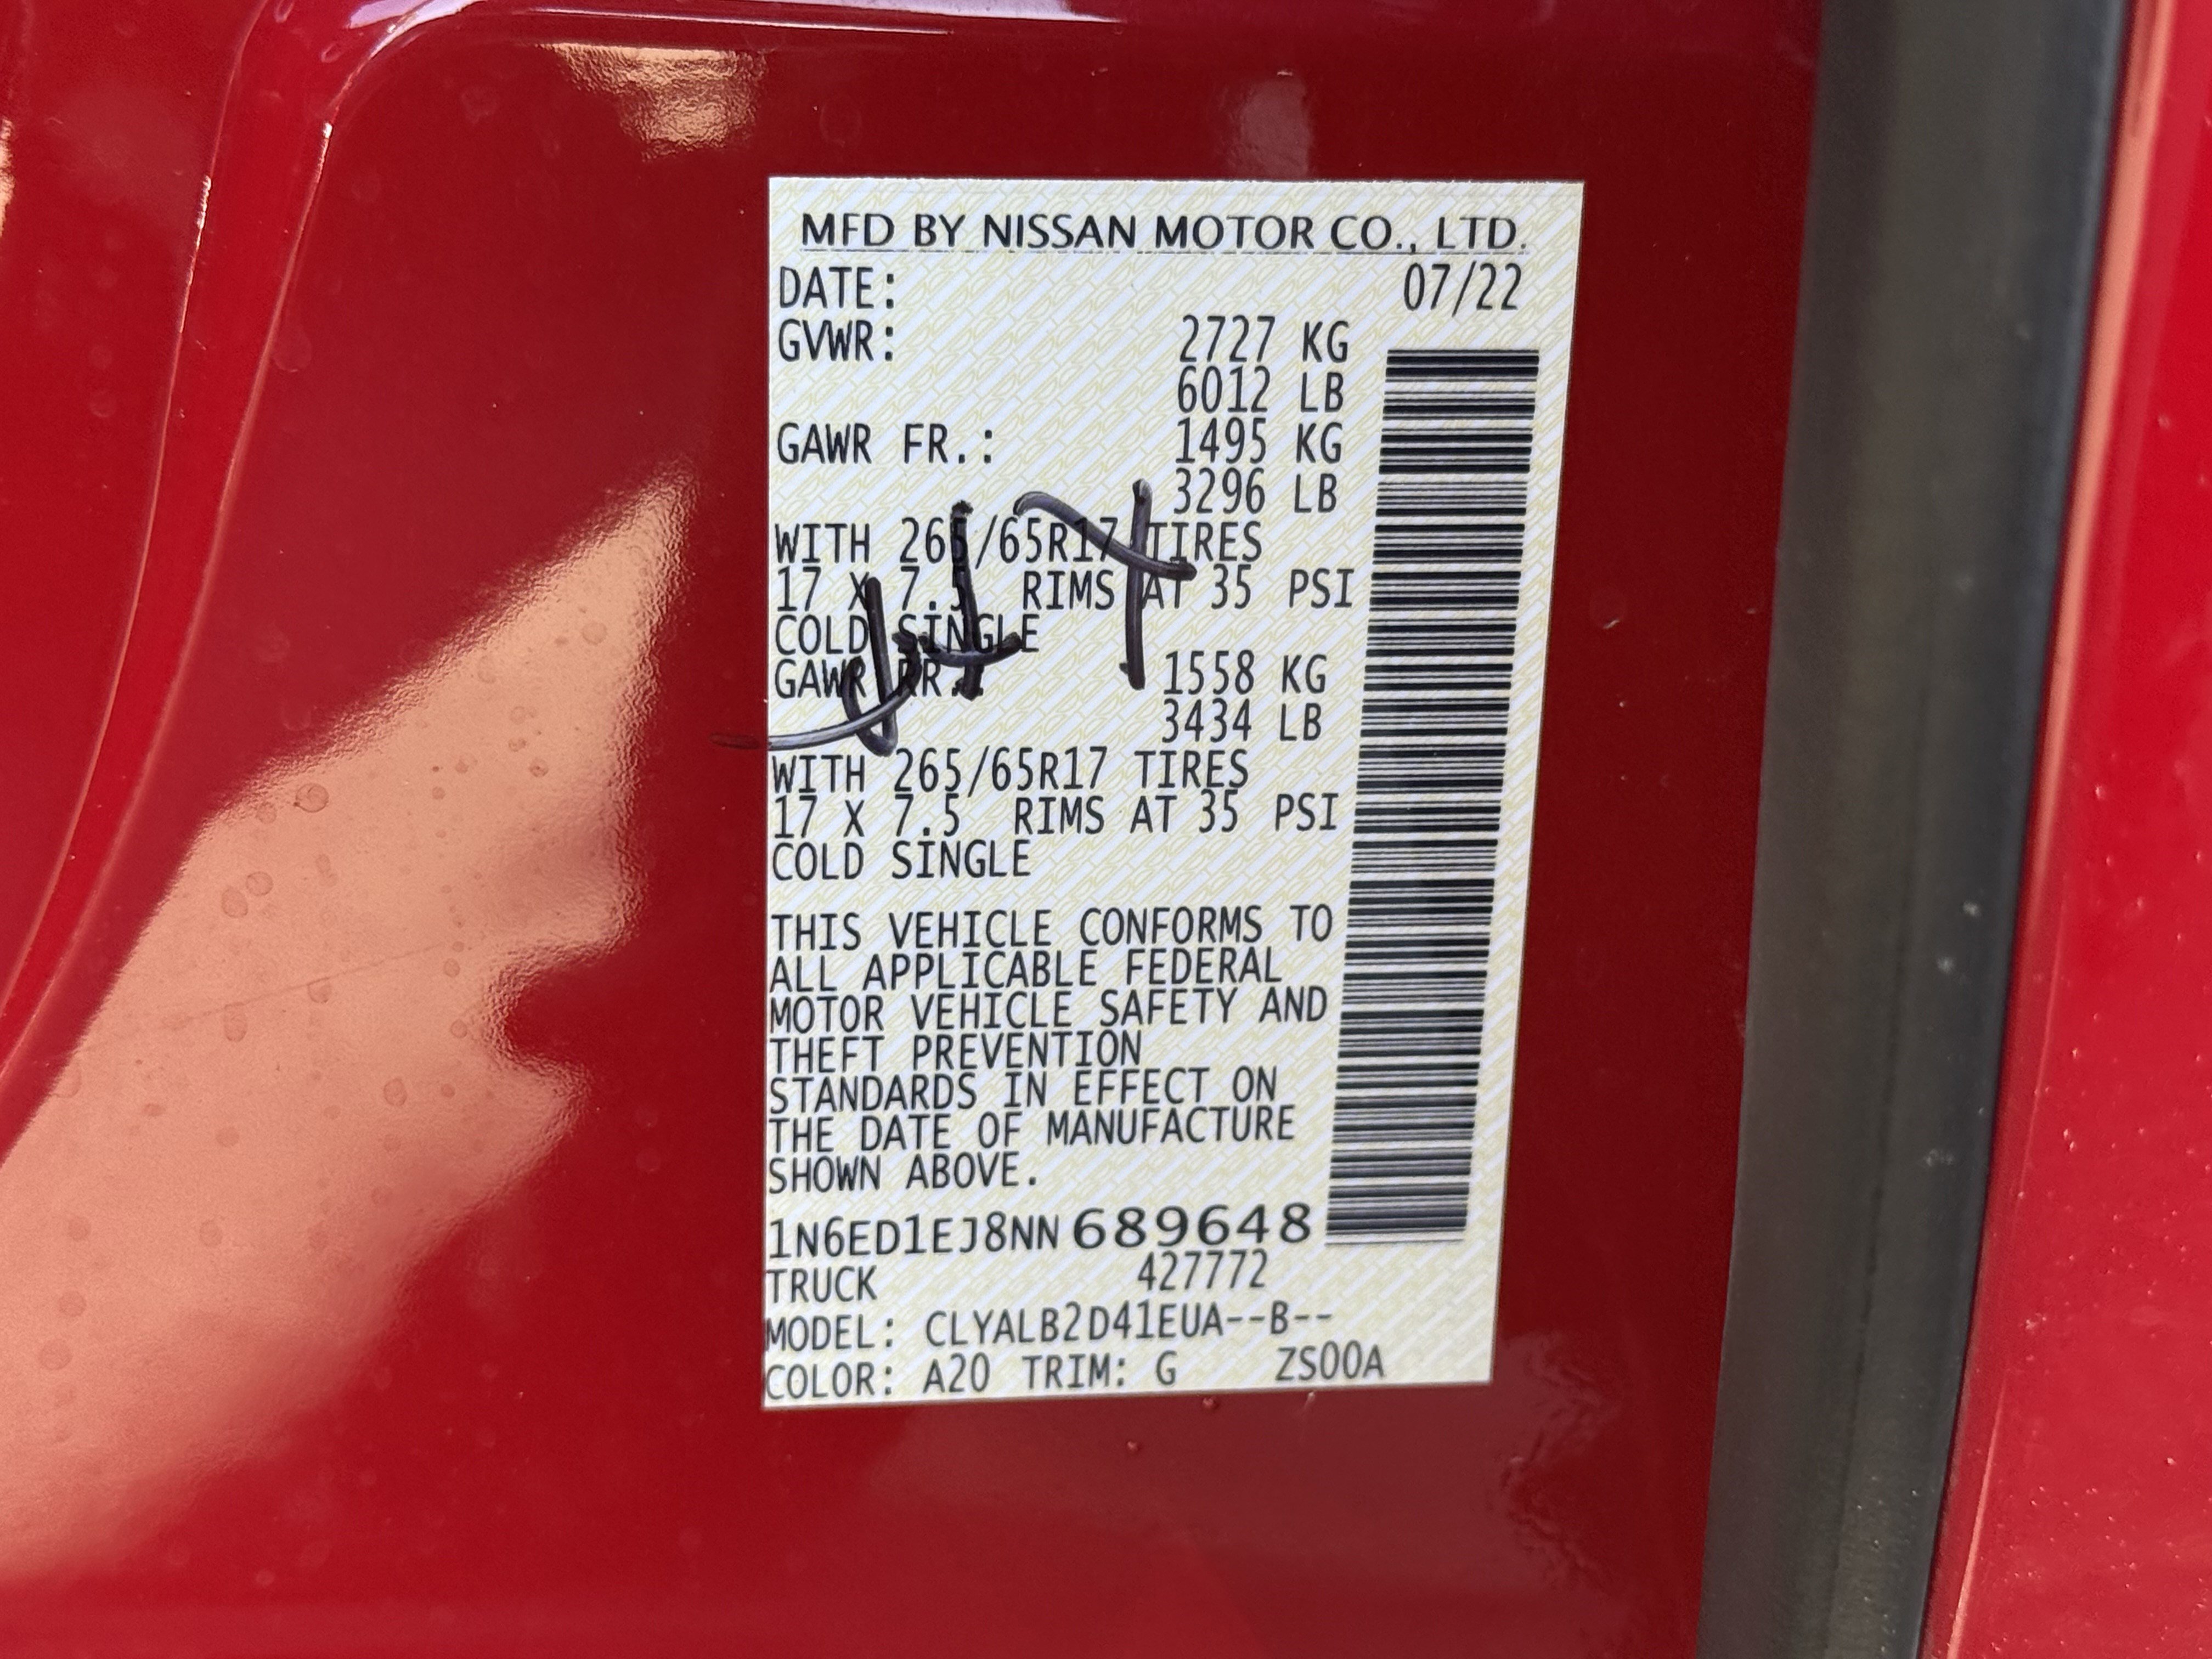 MFD BY NISSAN MOTOR CO., LTD.
DATE: 07/22
GVWR: 2727 KG
6012 LB
GAWR FR.: 1495 KG
3296 LB
WITH 265/65R17 TIRES
17 X 7.5 RIMS AT 35 PSI
COLD SINGLE
GAWR RR.: 1558 KG
3434 LB
WITH 265/65R17 TIRES
17 X 7.5 RIMS AT 35 PSI
COLD SINGLE
THIS VEHICLE CONFORMS TO
ALL APPLICABLE FEDERAL
MOTOR VEHICLE SAFETY AND
THEFT PREVENTION
STANDARDS IN EFFECT ON
THE DATE OF MANUFACTURE
SHOWN ABOVE.
1N6ED1EJ8NN689648
TRUCK 427772
MODEL: CLYALB2D41EUA--B--
COLOR: A20 TRIM: G ZS00A